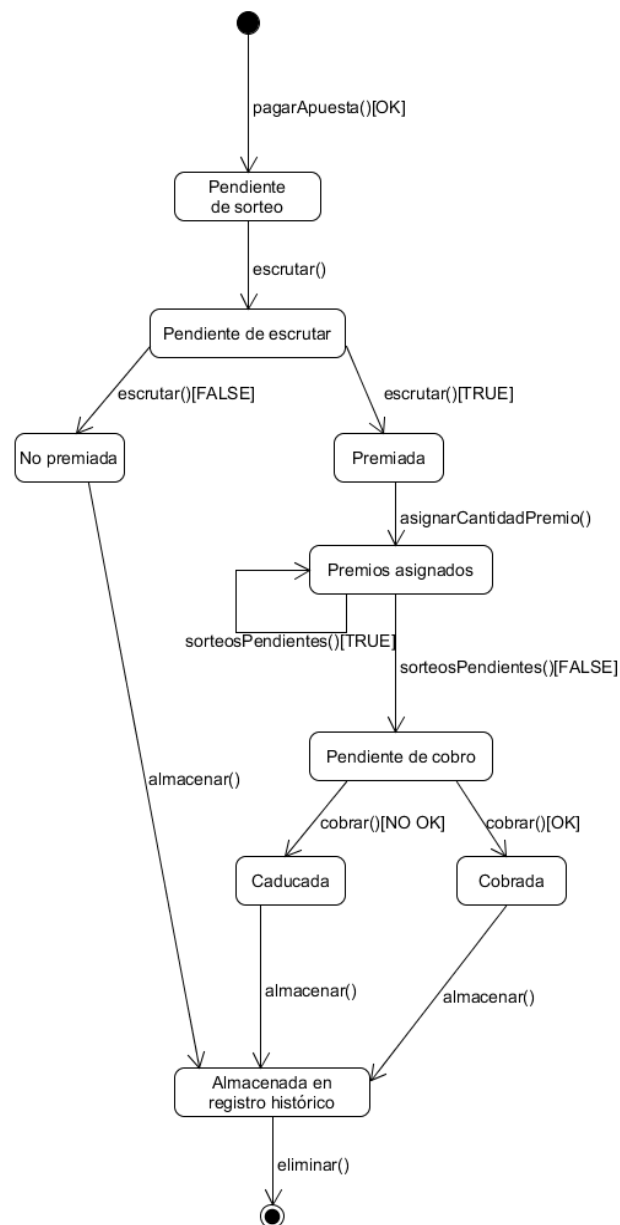 pagarApuesta()[OK]
Pendiente
de sorteo
escrutar()
Pendiente de escrutar
escrutar()[FALSE]
escrutar()[TRUE]
No premiada
Premiada
asignarCantidadPremio()
Premios asignados
sorteosPendientes()[TRUE]
sorteosPendientes()[FALSE]
Pendiente de cobro
almacenar()
cobrar()[NO OK]
cobrar()[OK]
Caducada
Cobrada
almacenar()
almacenar()
Almacenada en
registro histórico
eliminar()